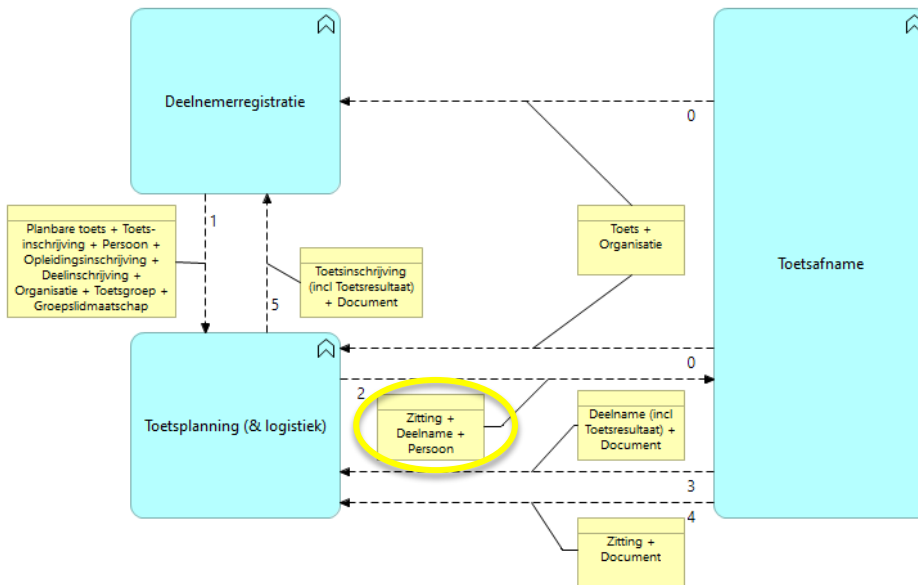 Deelnemerregistratie
0
1
Planbare toets + Toets-
inschrijving + Persoon +
Opleidingsinschrijving +
Deelinschrijving +
Organisatie + Toetsgroep +
Groepslidmaatschap
Toetsinschrijving
(incl Toetsresultaat)
+ Document
5
Toets +
Organisatie
Toetsafname
0
Toetsplanning (& logistiek)
2
Zitting +
Deelname +
Persoon
Deelname (incl
Toetsresultaat) +
Document
3
4
Zitting +
Document